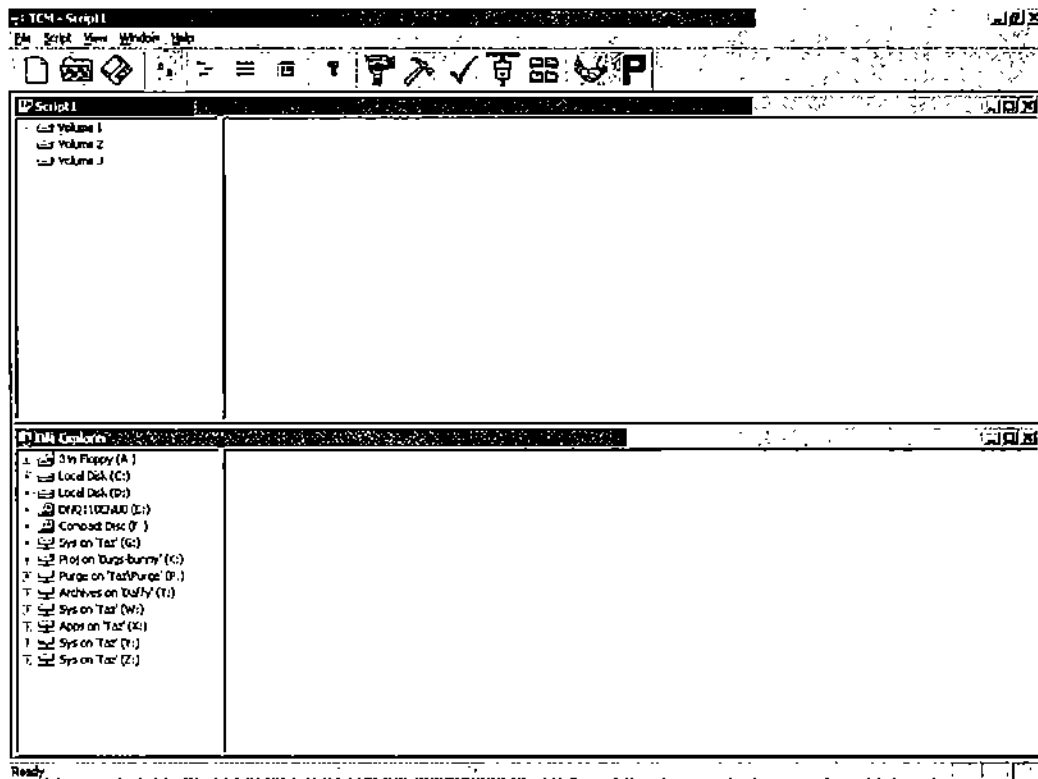 TCM - Script1
File Script View Window Help
P
Script1
Volume 1
Volume 2
Volume 3
Explorer
3½ Floppy (A:)
Local Disk (C:)
Local Disk (D:)
(E:)
Compact Disc (F:)
Sys on 'Taz' (G:)
Proj on 'Bugs-bunny' (K:)
Purge on 'Taz\Purge' (P:)
Archives on 'Daffy' (T:)
Sys on 'Taz' (W:)
Apps on 'Taz' (X:)
Sys on 'Taz' (Y:)
Sys on 'Taz' (Z:)
Ready